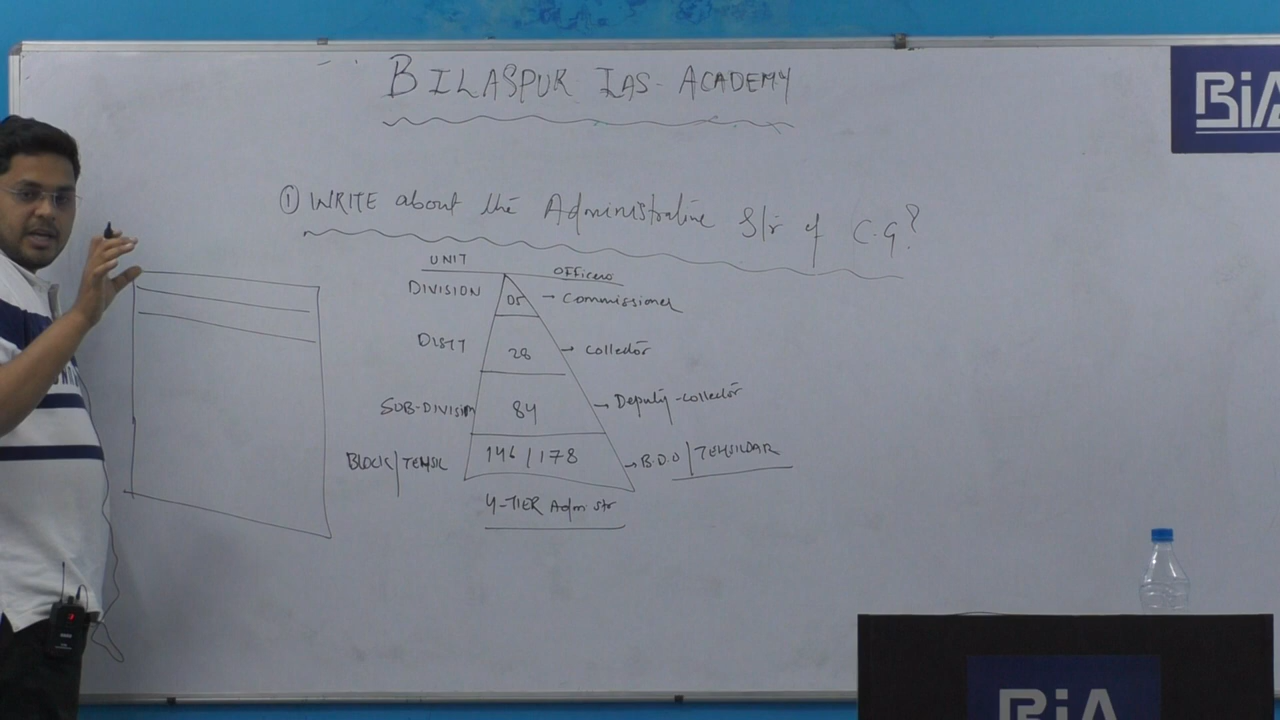 BILASPUR IAS-ACADEMY
BiA
① WRITE about the Administrative S/r of C.G?
UNIT OFFicers
DIVISION 05 – Commissioner
DISTT 28 → Collector
SUB-DIVISION 84 → Deputy-collector
BLOCK/TEHSIL 146/178 → B.D.O/TEHSILDAR
4-TIER Adm str
BiA